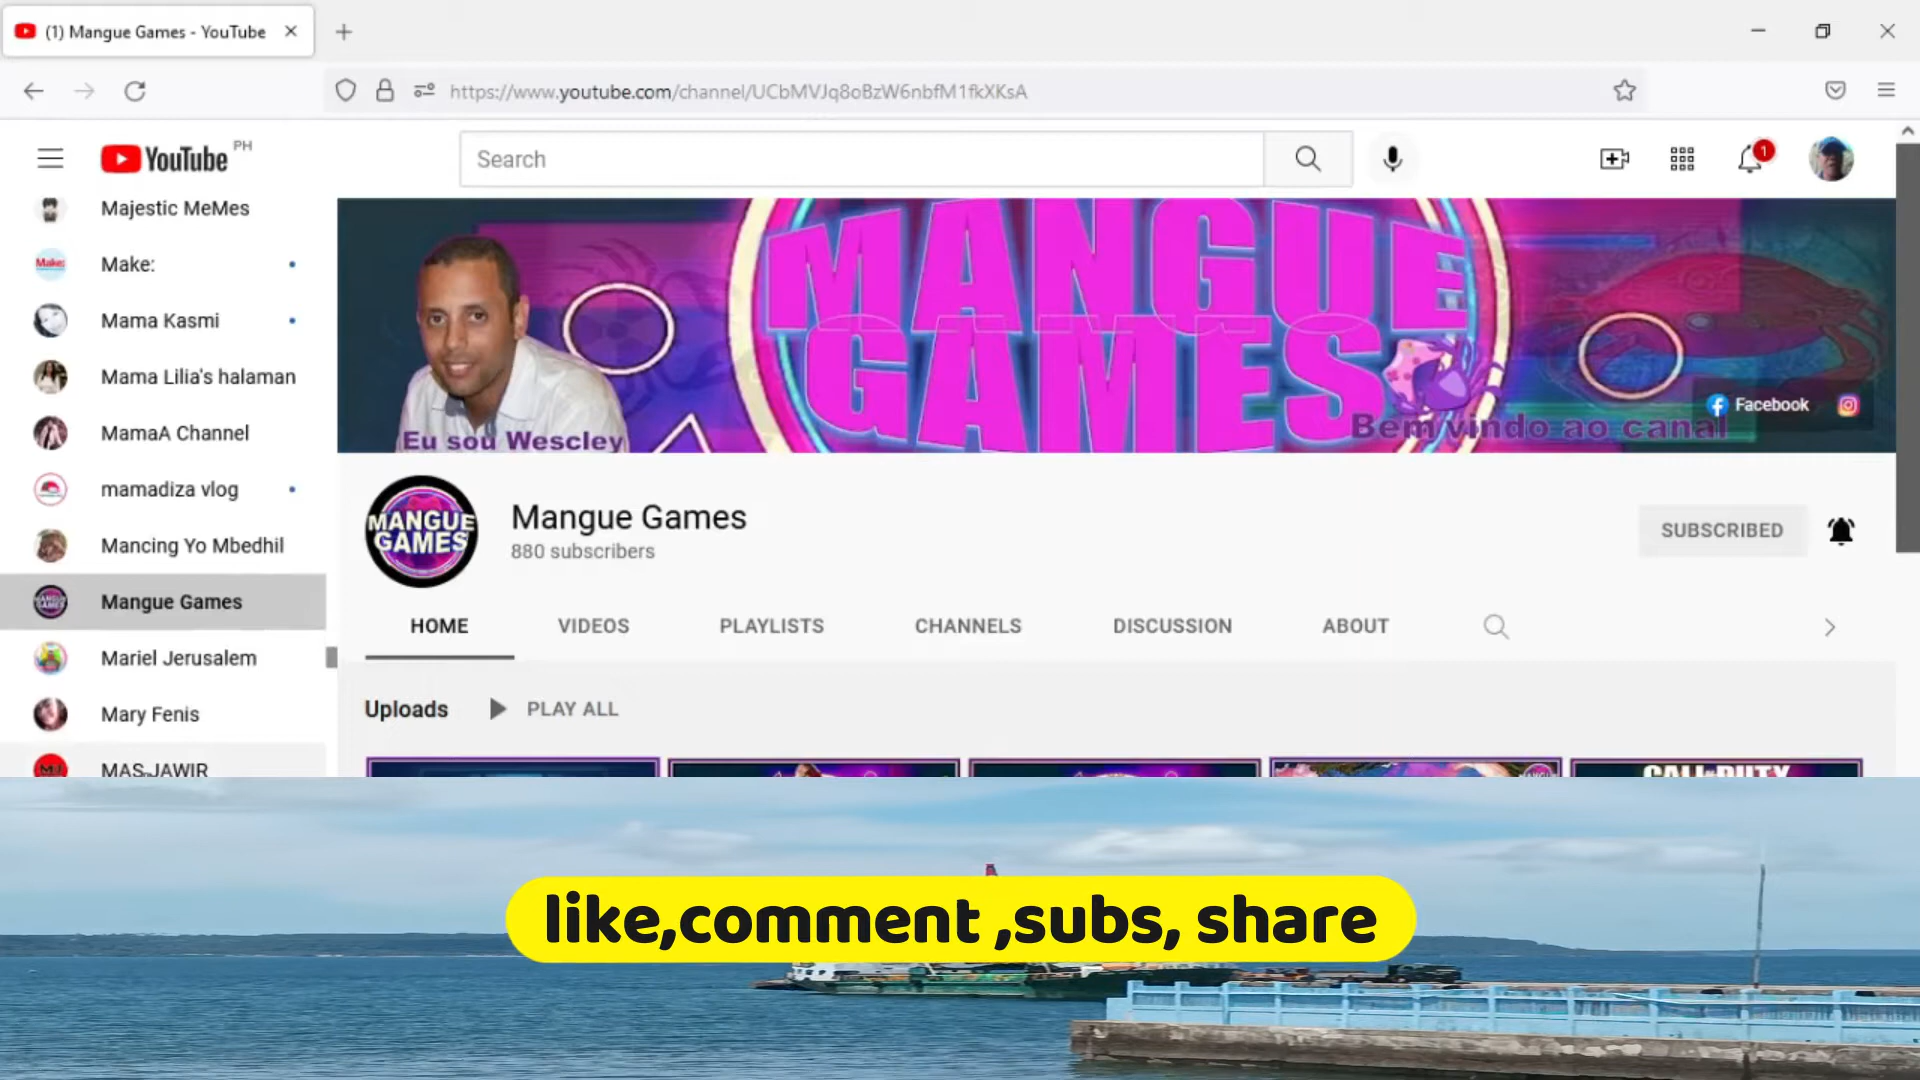 (1) Mangue Games - YouTube
https://www.youtube.com/channel/UCbMVJq8oBzW6nbfM1fkXKsA
YouTube PH
Search
1
Majestic MeMes
Make:
Make:
Mama Kasmi
Mama Lilia's halaman
MamaA Channel
mamadiza vlog
Mancing Yo Mbedhil
Mangue Games
Mariel Jerusalem
Mary Fenis
MAS JAWIR
MANGUE
GAMES
Eu sou Wescley
Bem vindo ao canal
Facebook
MANGUE
GAMES
Mangue Games
880 subscribers
SUBSCRIBED
HOME
VIDEOS
PLAYLISTS
CHANNELS
DISCUSSION
ABOUT
Uploads
PLAY ALL
CALL OF DUTY
like,comment ,subs, share